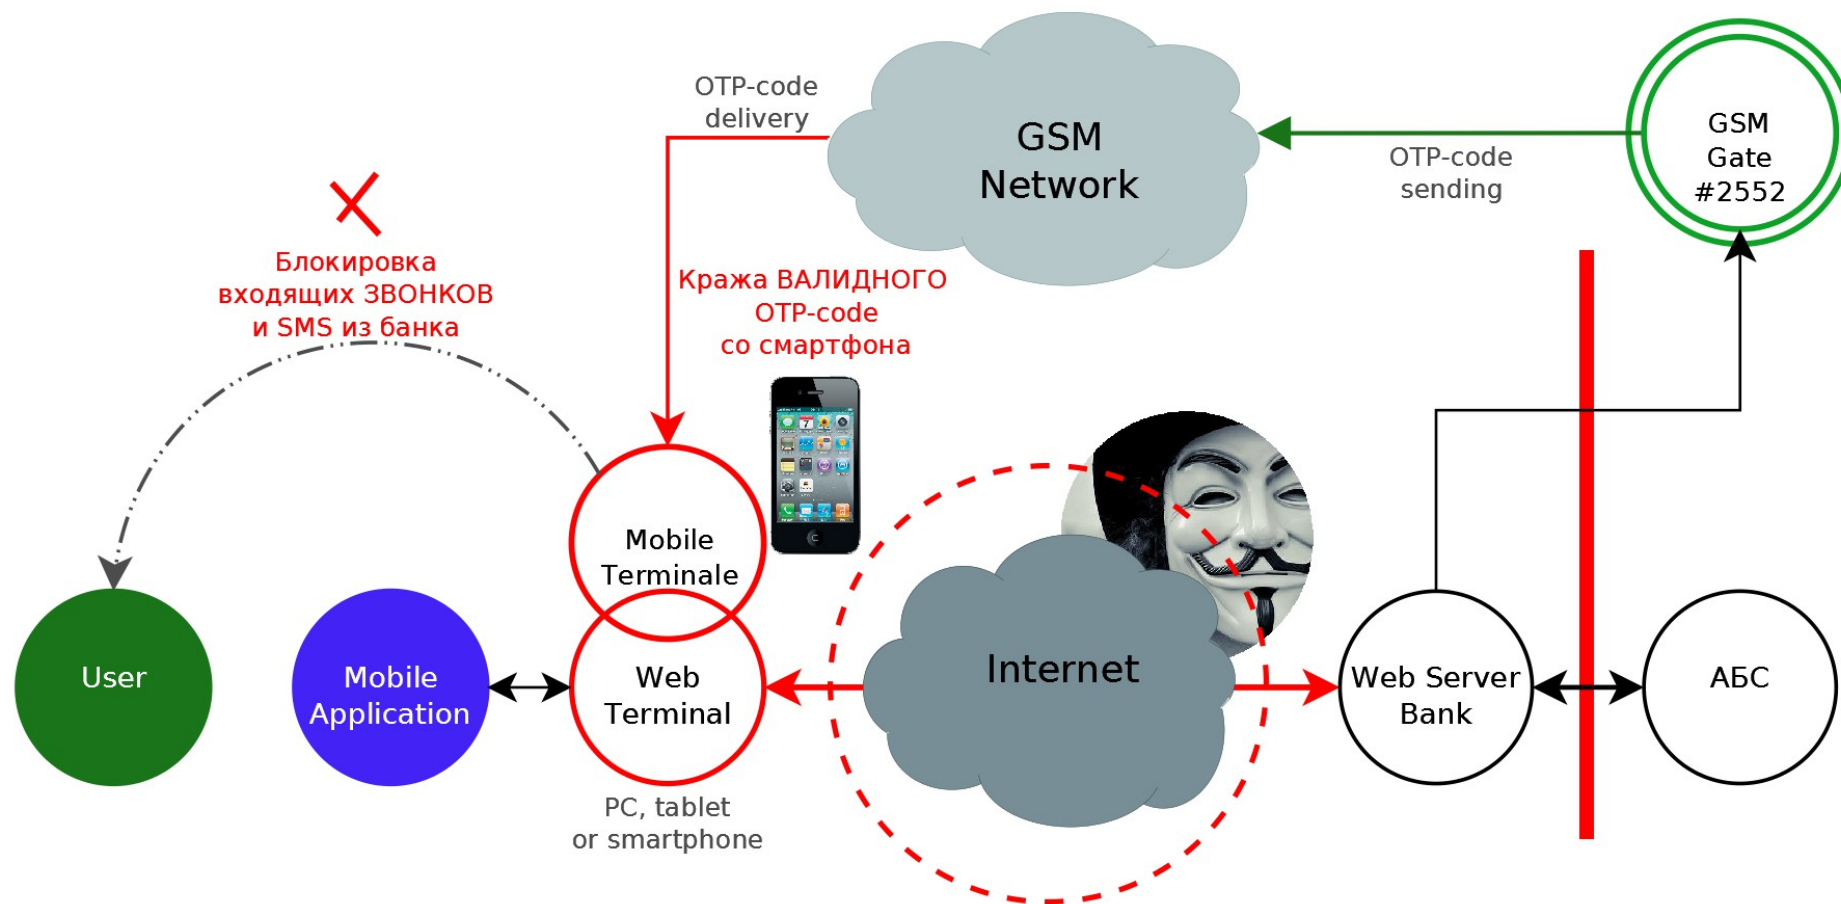 OTP-code
delivery
GSM
Network
OTP-code
sending
GSM
Gate
#2552
Блокировка
входящих ЗВОНКОВ
и SMS из банка
Кража ВАЛИДНОГО
OTP-code
со смартфона
Mobile
Terminale
User
Mobile
Application
Web
Terminal
Internet
Web Server
Bank
АБС
PC, tablet
or smartphone